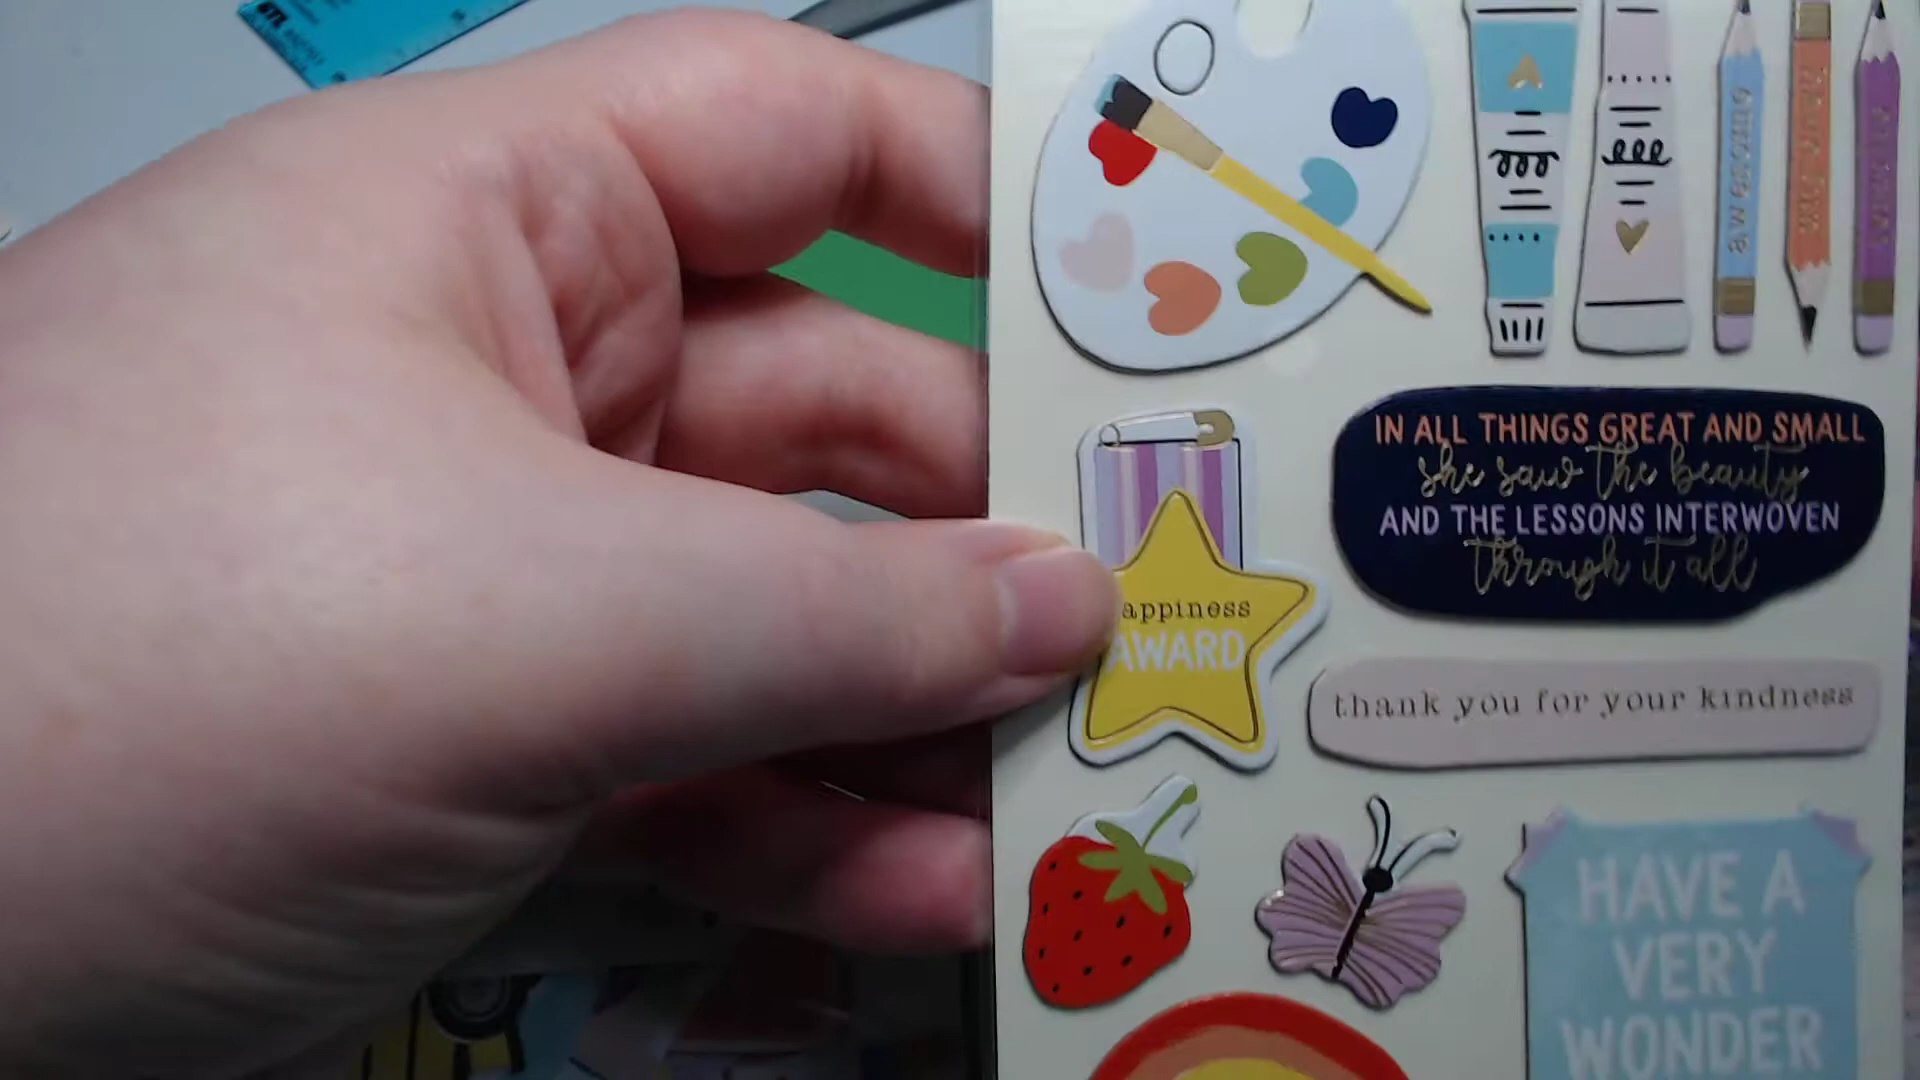 awesome
IN ALL THINGS GREAT AND SMALL
she saw the beauty
AND THE LESSONS INTERWOVEN
through it all
appiness
AWARD
thank you for your kindness
HAVE A
VERY
WONDER